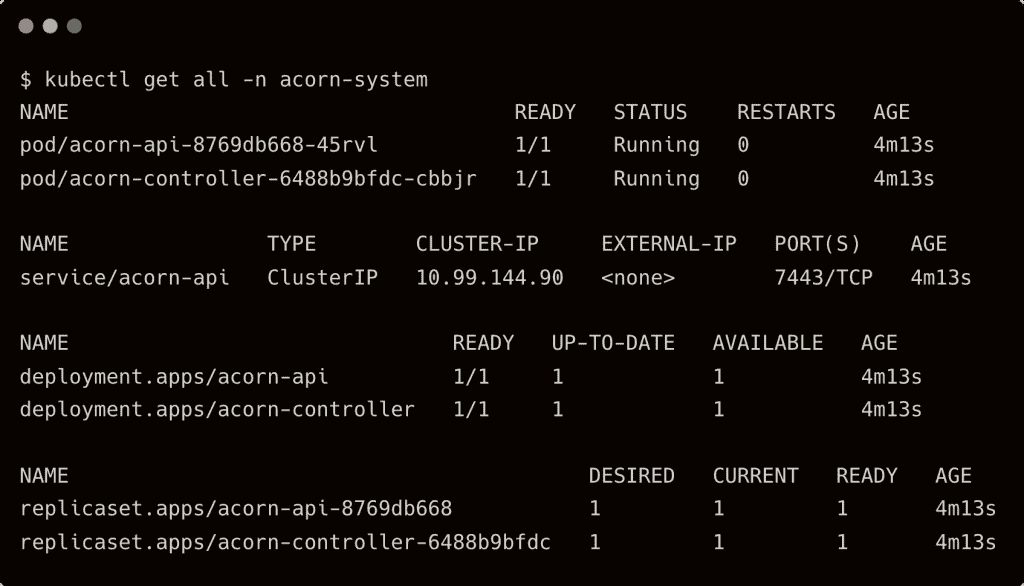 $ kubectl get all -n acorn-system
NAME                                    READY   STATUS    RESTARTS   AGE
pod/acorn-api-8769db668-45rvl           1/1     Running   0          4m13s
pod/acorn-controller-6488b9bfdc-cbbjr   1/1     Running   0          4m13s

NAME                TYPE        CLUSTER-IP     EXTERNAL-IP   PORT(S)    AGE
service/acorn-api   ClusterIP   10.99.144.90   <none>        7443/TCP   4m13s

NAME                               READY   UP-TO-DATE   AVAILABLE   AGE
deployment.apps/acorn-api          1/1     1            1           4m13s
deployment.apps/acorn-controller   1/1     1            1           4m13s

NAME                                          DESIRED   CURRENT   READY   AGE
replicaset.apps/acorn-api-8769db668           1         1         1       4m13s
replicaset.apps/acorn-controller-6488b9bfdc   1         1         1       4m13s